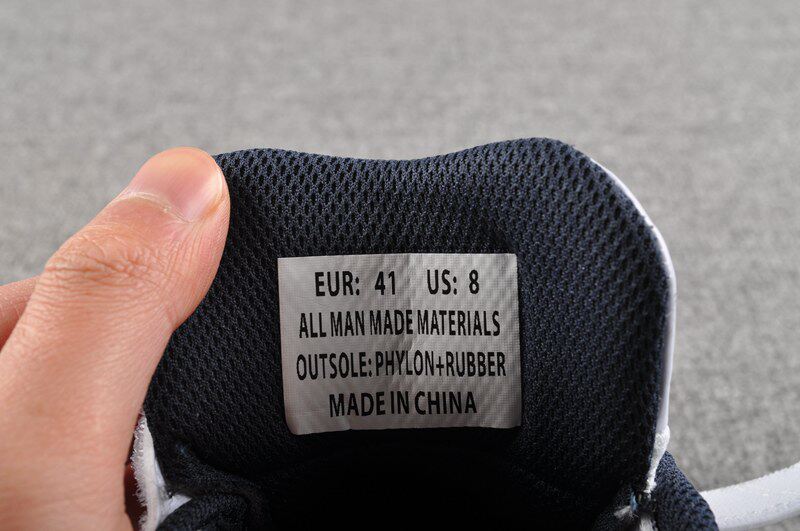 EUR: 41 US: 8
ALL MAN MADE MATERIALS
OUTSOLE: PHYLON+RUBBER
MADE IN CHINA